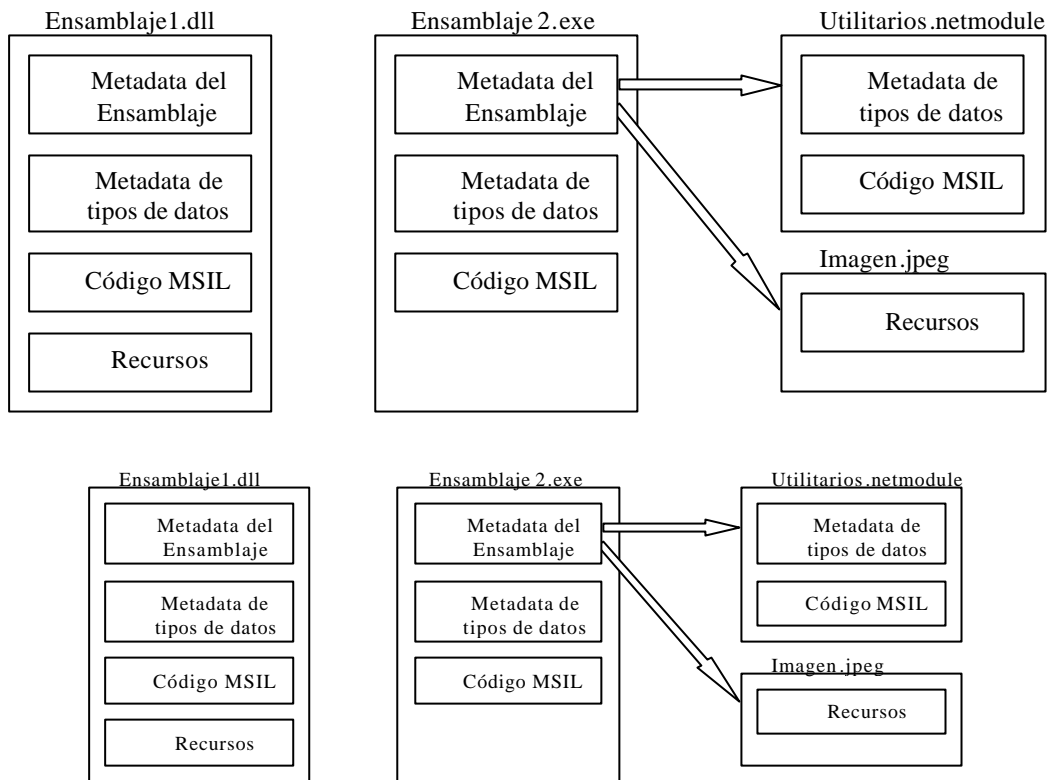 Ensamblaje1.dll
Metadata del
Ensamblaje
Metadata de
tipos de datos
Código MSIL
Recursos
Ensamblaje 2.exe
Metadata del
Ensamblaje
Metadata de
tipos de datos
Código MSIL
Utilitarios.netmodule
Metadata de
tipos de datos
Código MSIL
Imagen.jpeg
Recursos
Ensamblaje1.dll
Metadata del
Ensamblaje
Metadata de
tipos de datos
Código MSIL
Recursos
Ensamblaje 2.exe
Metadata del
Ensamblaje
Metadata de
tipos de datos
Código MSIL
Utilitarios.netmodule
Metadata de
tipos de datos
Código MSIL
Imagen.jpeg
Recursos